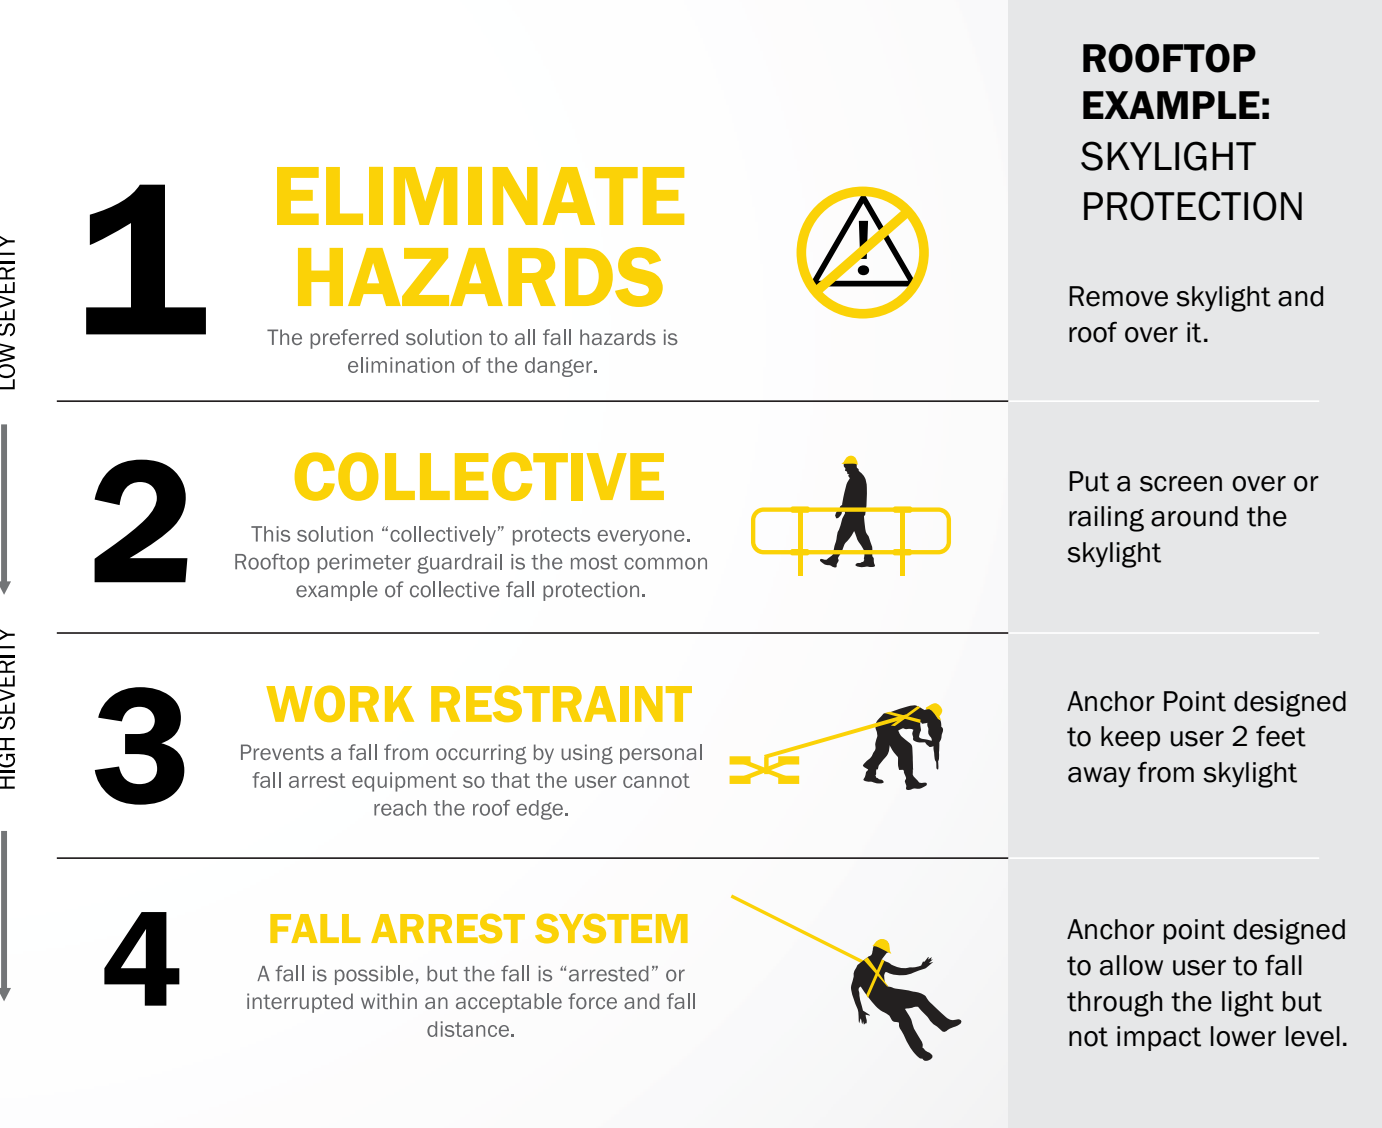 ROOFTOP
EXAMPLE:
SKYLIGHT
PROTECTION
LOW SEVERITY
1
ELIMINATE
HAZARDS
The preferred solution to all fall hazards is
elimination of the danger.
!
Remove skylight and
roof over it.
2
COLLECTIVE
This solution “collectively” protects everyone.
Rooftop perimeter guardrail is the most common
example of collective fall protection.
Put a screen over or
railing around the
skylight
HIGH SEVERITY
3
WORK RESTRAINT
Prevents a fall from occurring by using personal
fall arrest equipment so that the user cannot
reach the roof edge.
Anchor Point designed
to keep user 2 feet
away from skylight
4
FALL ARREST SYSTEM
A fall is possible, but the fall is “arrested” or
interrupted within an acceptable force and fall
distance.
Anchor point designed
to allow user to fall
through the light but
not impact lower level.